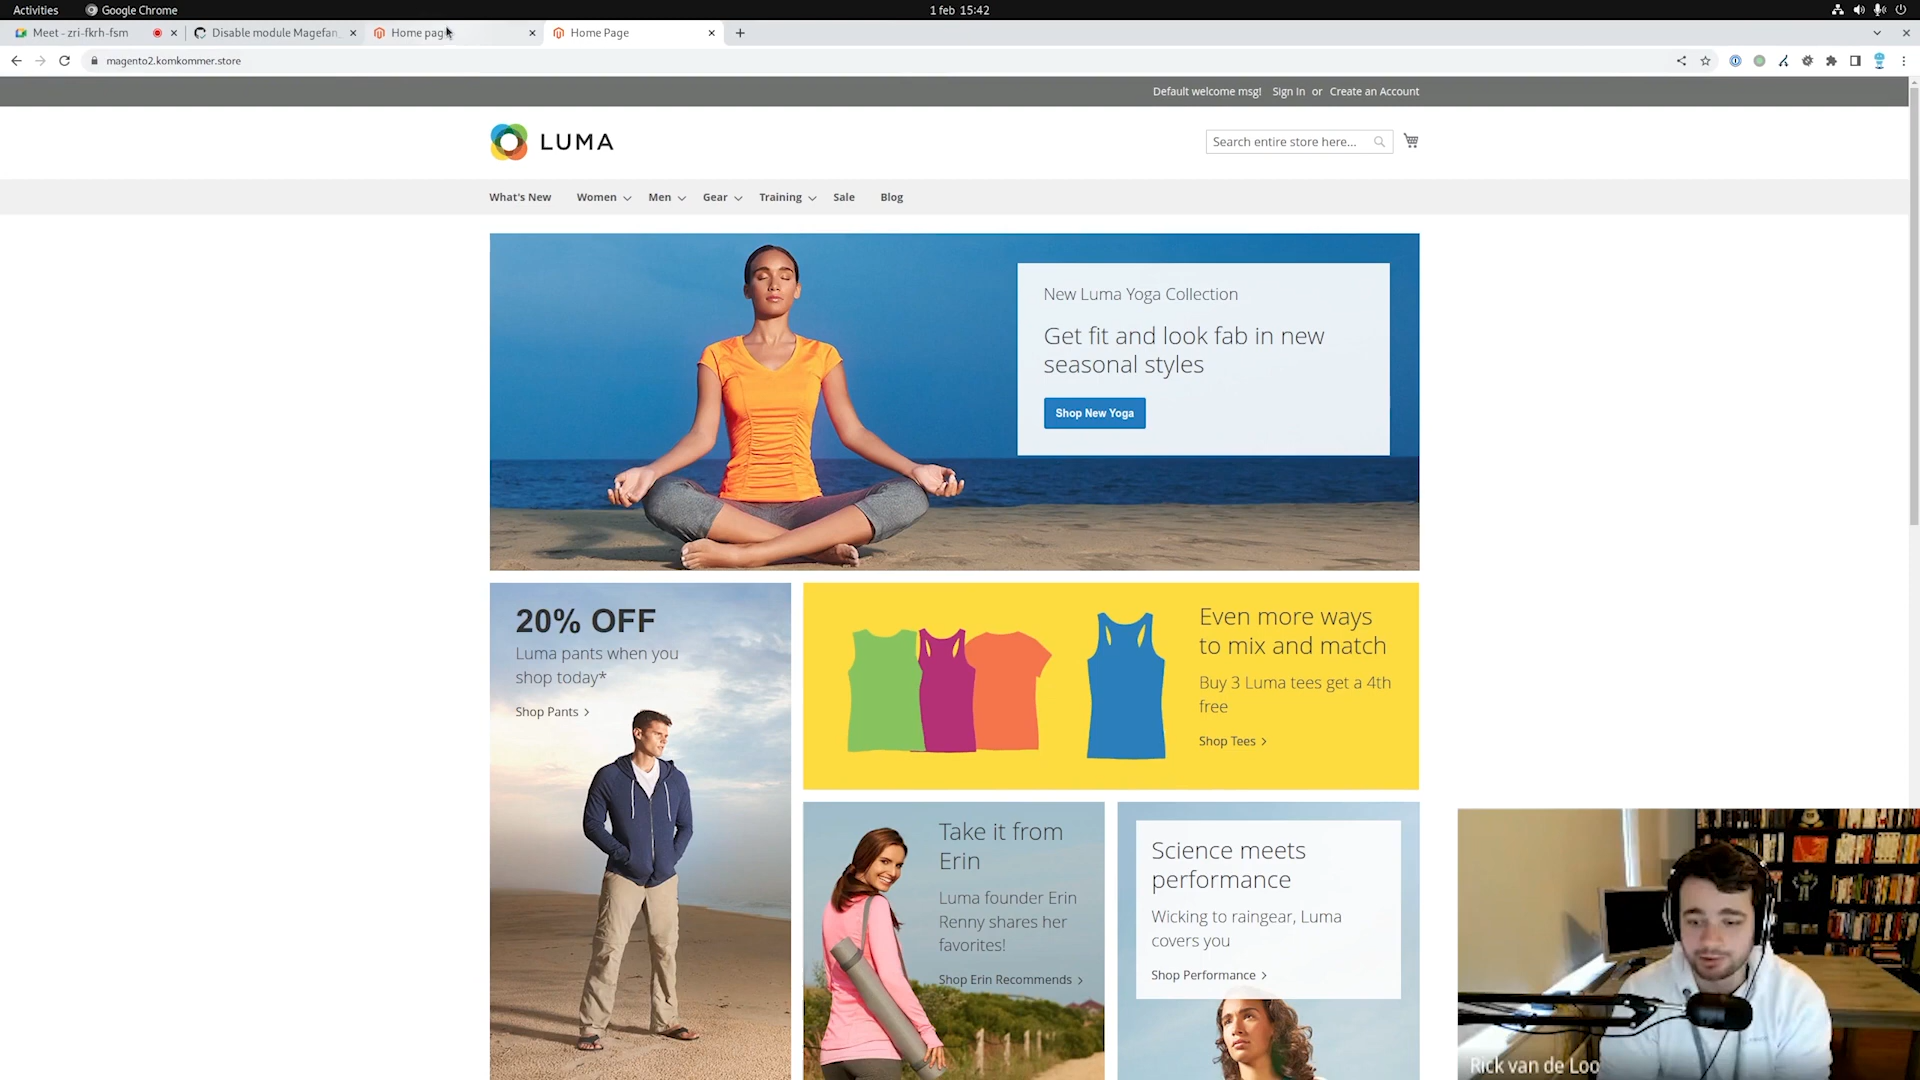 Activities
Google Chrome
1 feb 15:42
Meet - zri-fkrh-fsm
Disable module Magefan_
Home pag
Home Page
magento2.komkommer.store
Default welcome msg! Sign In or Create an Account
LUMA
Search entire store here...
What's New Women Men Gear Training Sale Blog
New Luma Yoga Collection
Get fit and look fab in new
seasonal styles
Shop New Yoga
20% OFF
Luma pants when you
shop today*
Shop Pants >
Even more ways
to mix and match
Buy 3 Luma tees get a 4th
free
Shop Tees >
Take it from
Erin
Luma founder Erin
Renny shares her
favorites!
Shop Erin Recommends >
Science meets
performance
Wicking to raingear, Luma
covers you
Shop Performance >
Rick van de Loo